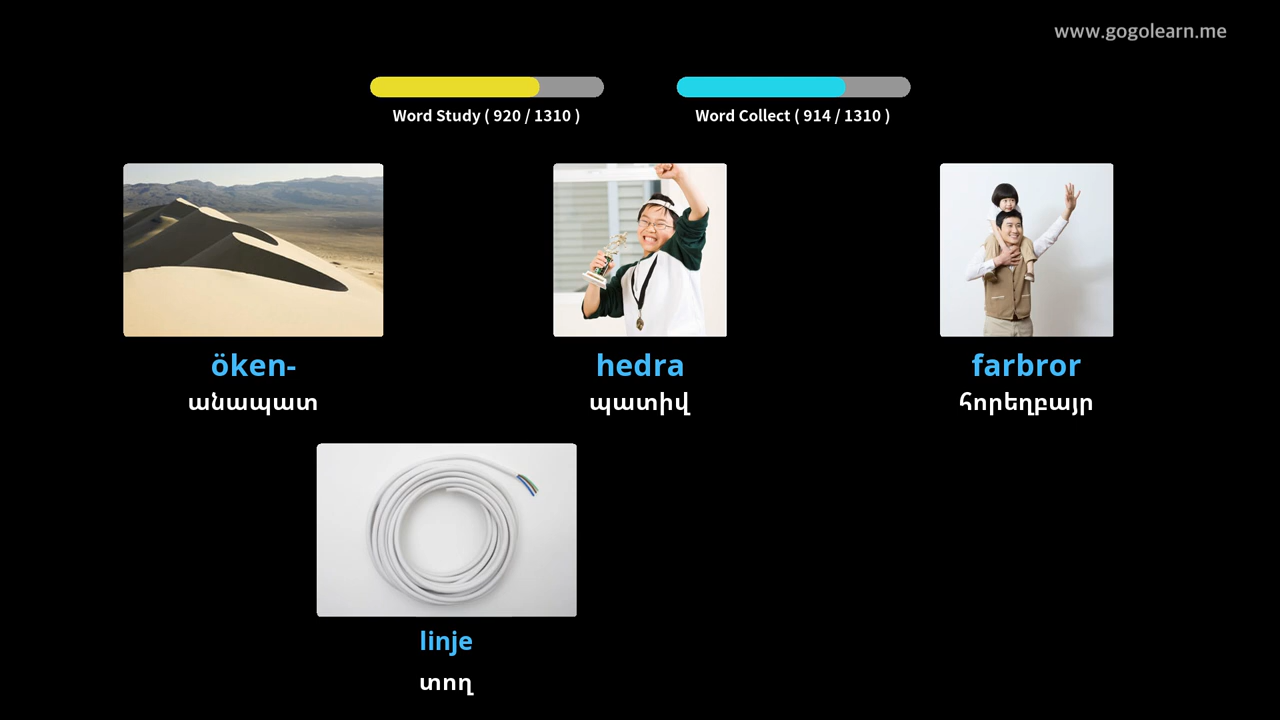 www.gogolearn.me
Word Study ( 920 / 1310 )
Word Collect ( 914 / 1310 )
öken-
անապատ
hedra
պատիվ
farbror
հորեղբայր
linje
տող